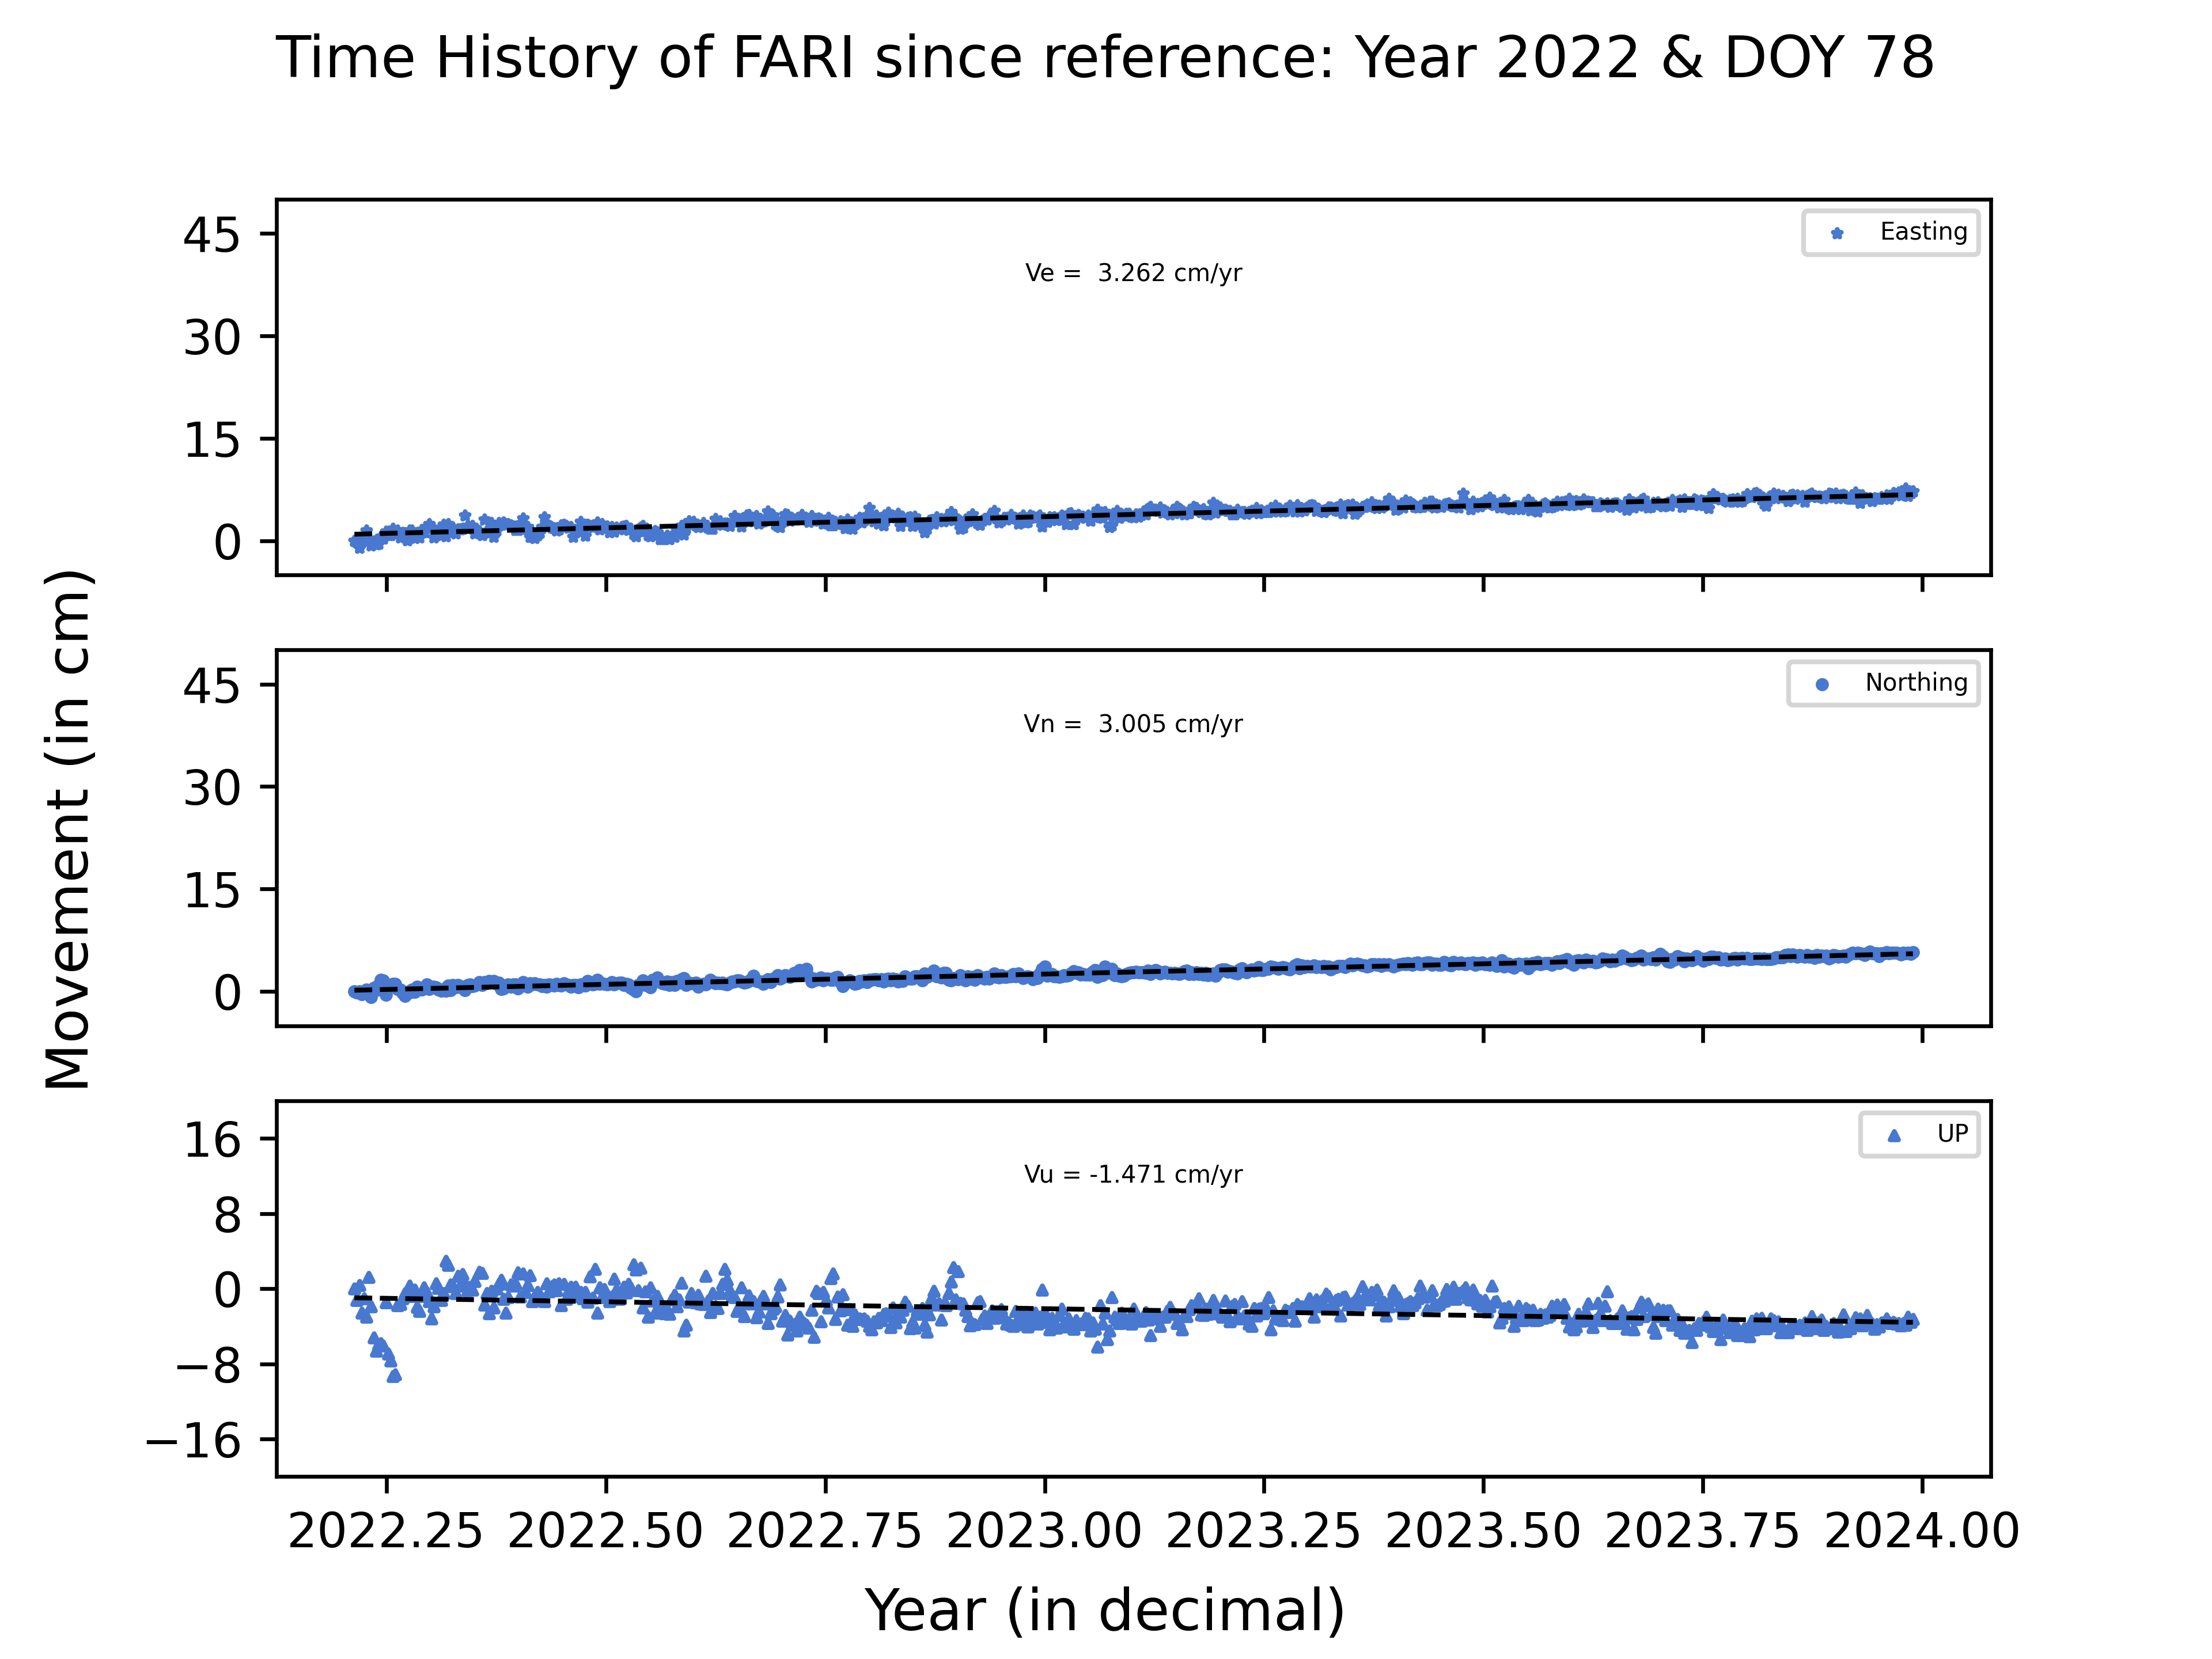 Time History of FARI since reference: Year 2022 & DOY 78
Movement (in cm)
45
30
15
0
Easting
Ve =  3.262 cm/yr
45
30
15
0
Northing
Vn =  3.005 cm/yr
16
8
0
−8
−16
UP
Vu = -1.471 cm/yr
2022.25 2022.50 2022.75 2023.00 2023.25 2023.50 2023.75 2024.00
Year (in decimal)